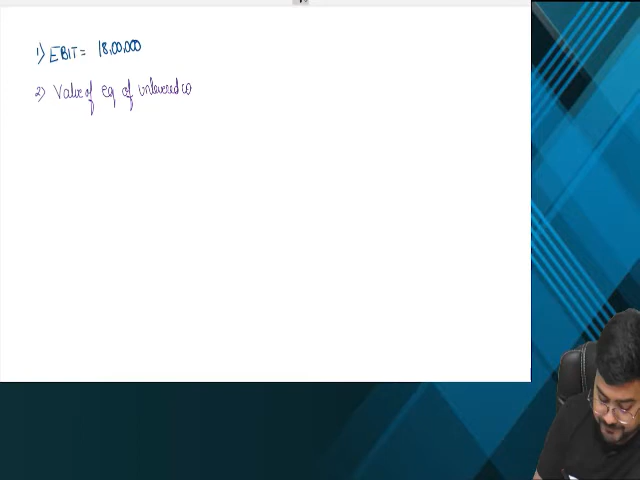 1) EBIT = 18,00,000
2) Value of eq of unlevered co